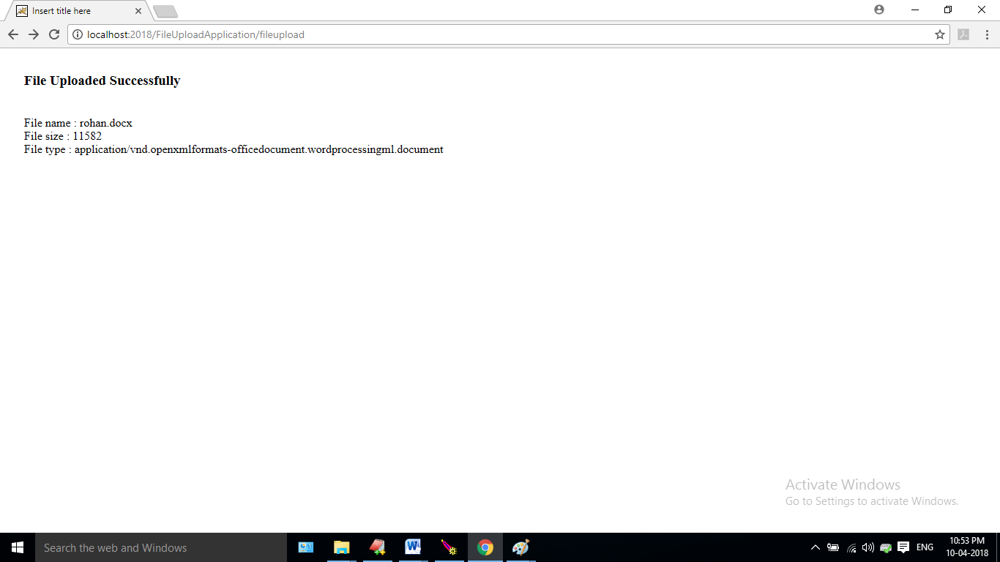 Insert title here
localhost:2018/FileUploadApplication/fileupload
File Uploaded Successfully
File name : rohan.docx
File size : 11582
File type : application/vnd.openxmlformats-officedocument.wordprocessingml.document
Activate Windows
Go to Settings to activate Windows.
Search the web and Windows
ENG
10:53 PM
10-04-2018